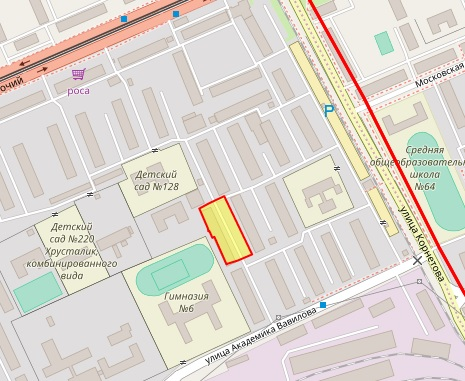 очий
роса
P
Московская
Детский
сад №128
Средняя
общеобразователь
школа
№64
Детский
сад №220
Хрусталик,
комбинированного
вида
Гимназия
№6
улица Корнетова
улица Академика Вавилова